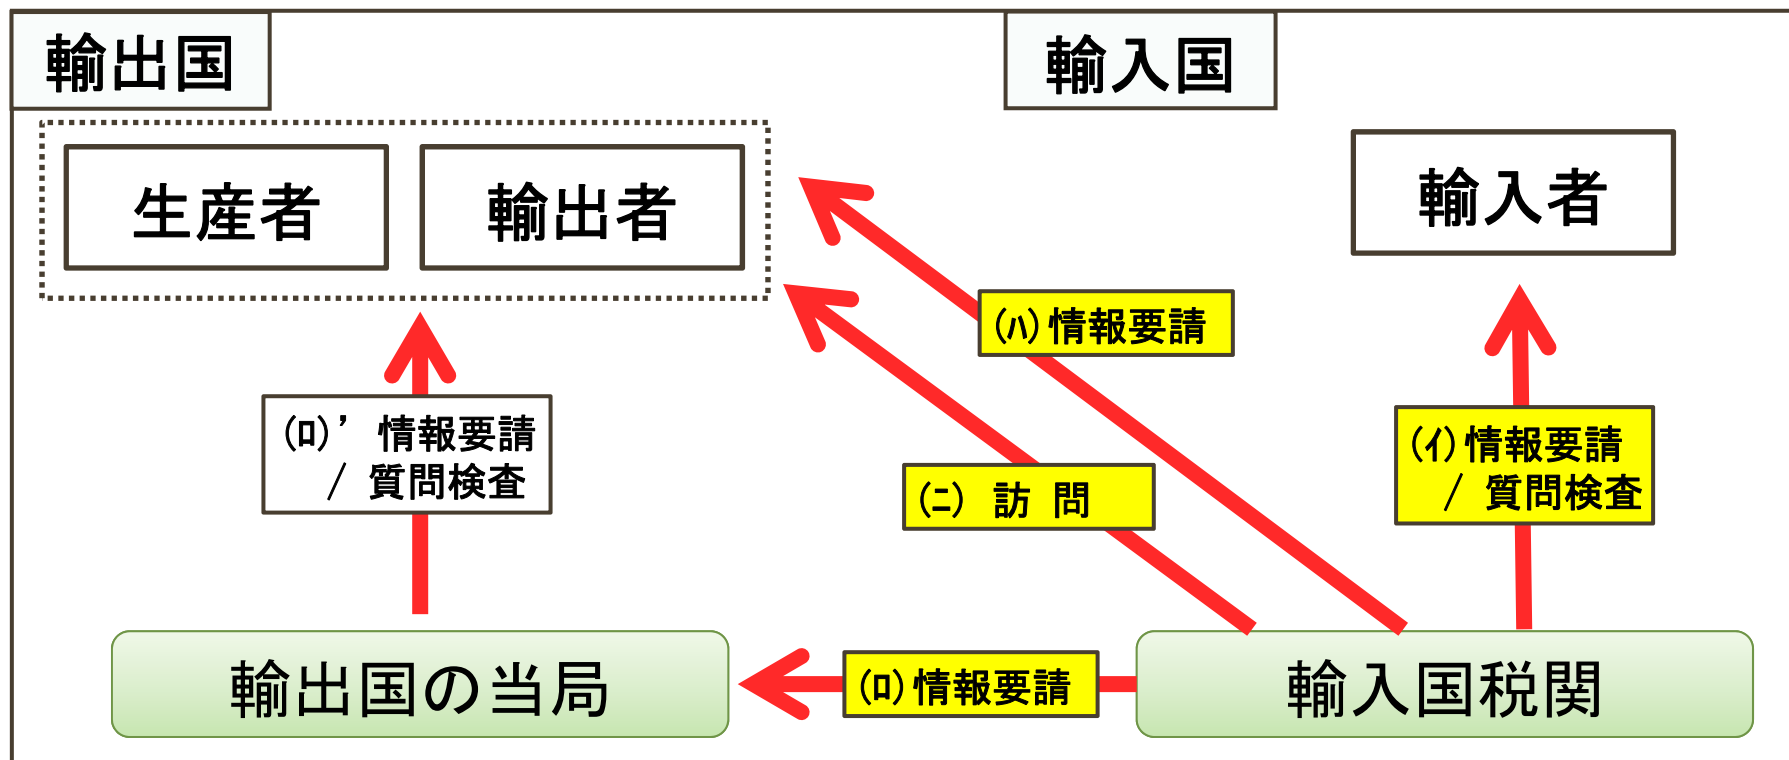 輸出国
輸入国
生産者
輸出者
輸入者
(ﾊ)情報要請
(ﾛ)’情報要請
/ 質問検査
(ｲ)情報要請
/ 質問検査
(ﾆ) 訪 問
輸出国の当局
(ﾛ)情報要請
輸入国税関